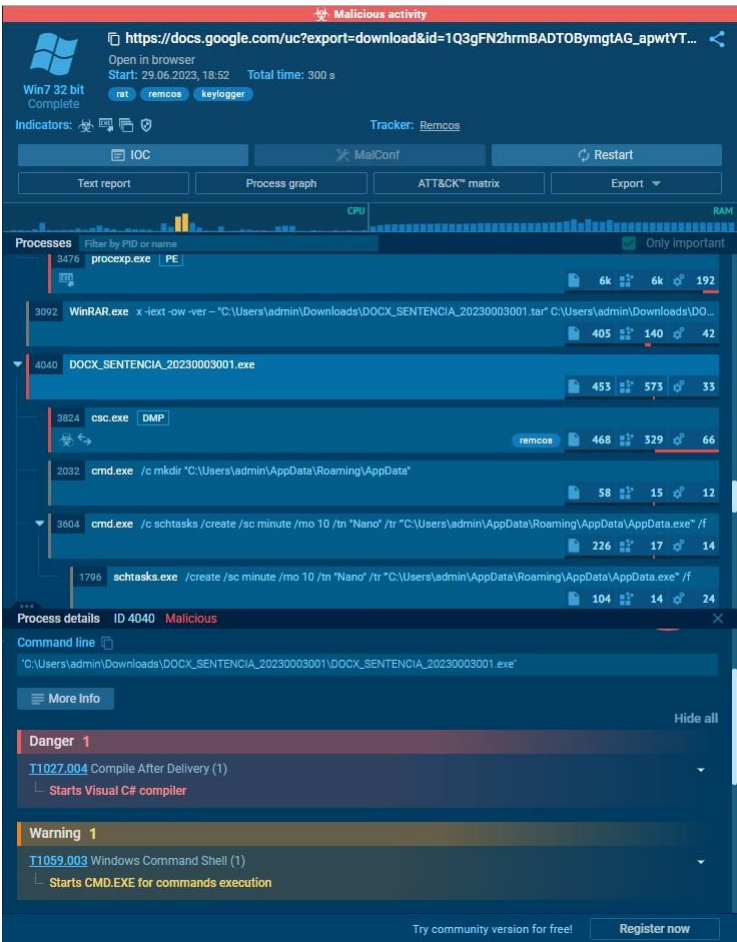 Malicious activity
https://docs.google.com/uc?export=download&id=1Q3gFN2hrmBADTOBymgtAG_apwtYT...
Open in browser
Start: 29.06.2023, 18:52 Total time: 300 s
Win7 32 bit
Complete
rat remcos keylogger
Indicators: Tracker: Remcos
IOC MalConf Restart
Text report Process graph ATT&CK™ matrix Export
CPU RAM
Processes Filter by PID or name Only important
3476 procexp.exe PE
6k 6k 192
3092 WinRAR.exe x -iext -ow -ver -- "C:\Users\admin\Downloads\DOCX_SENTENCIA_20230003001.tar" C:\Users\admin\Downloads\DO...
405 140 42
4040 DOCX_SENTENCIA_20230003001.exe
453 573 33
3824 csc.exe DMP
remcos 468 329 66
2032 cmd.exe /c mkdir "C:\Users\admin\AppData\Roaming\AppData"
58 15 12
3604 cmd.exe /c schtasks /create /sc minute /mo 10 /tn "Nano" /tr "C:\Users\admin\AppData\Roaming\AppData\AppData.exe" /f
226 17 14
1796 schtasks.exe /create /sc minute /mo 10 /tn "Nano" /tr "C:\Users\admin\AppData\Roaming\AppData\AppData.exe" /f
104 14 24
Process details ID 4040 Malicious
Command line
"C:\Users\admin\Downloads\DOCX_SENTENCIA_20230003001\DOCX_SENTENCIA_20230003001.exe"
More Info
Hide all
Danger 1
T1027.004 Compile After Delivery (1)
Starts Visual C# compiler
Warning 1
T1059.003 Windows Command Shell (1)
Starts CMD.EXE for commands execution
Try community version for free! Register now